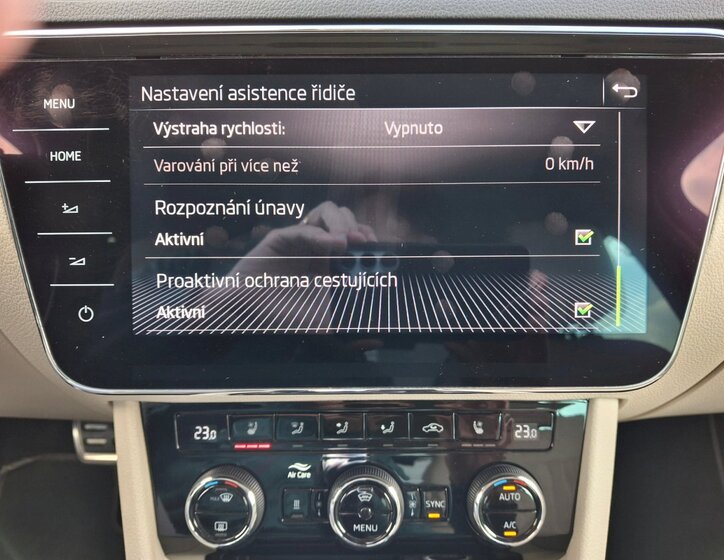 Nastavení asistence řidiče
MENU
Výstraha rychlosti: Vypnuto
HOME
Varování při více než 0 km/h
Rozpoznání únavy
Aktivní
Proaktivní ochrana cestujících
Aktivní
23.0 23.0
Air Care
MAX
MENU
SYNC
AUTO
A/C